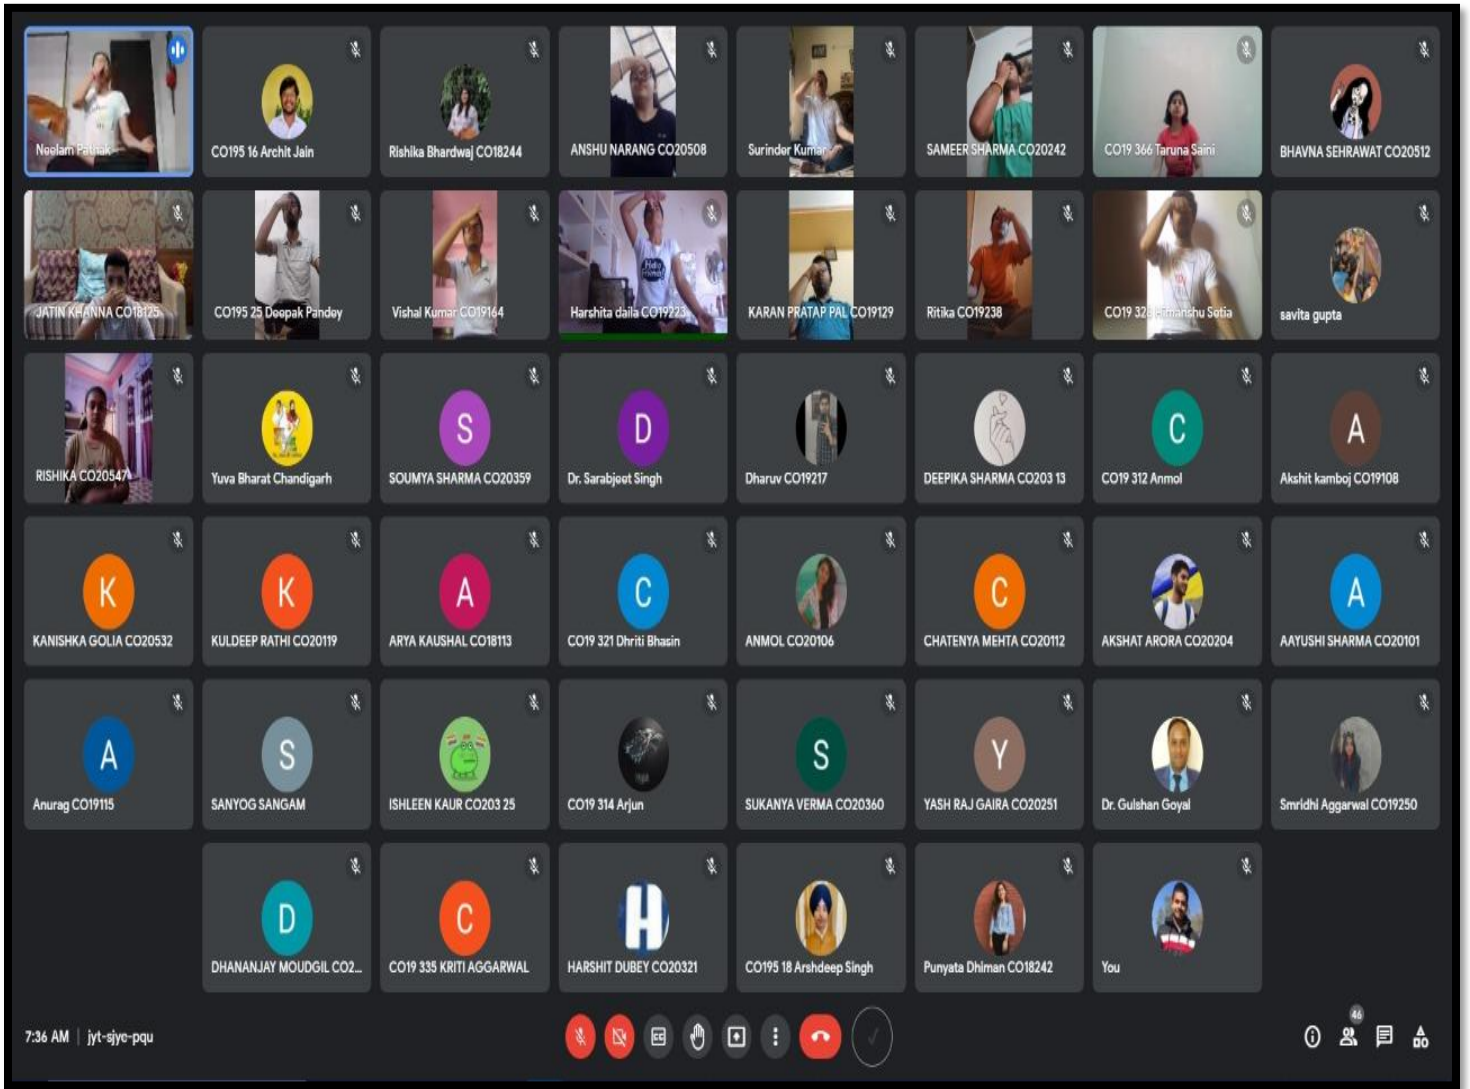 Neelam Pathak
CO195 16 Archit Jain
Rishika Bhardwaj CO18244
ANSHU NARANG CO20508
Surinder Kumar
SAMEER SHARMA CO20242
CO19 366 Taruna Saini
BHAVNA SEHRAWAT CO20512
JATIN KHANNA CO18125
CO195 25 Deepak Pandey
Vishal Kumar CO19164
Hello
Harshita daila CO19223
KARAN PRATAP PAL CO19129
Ritika CO19238
CO19 328 Himanshu Setia
savita gupta
RISHIKA CO20547
Yuva Bharat Chandigarh
S
SOUMYA SHARMA CO20359
D
Dr. Sarabjeet Singh
Dharuv CO19217
DEEPIKA SHARMA CO203 13
C
CO19 312 Anmol
A
Akshit kamboj CO19108
K
KANISHKA GOLIA CO20532
K
KULDEEP RATHI CO20119
A
ARYA KAUSHAL CO18113
C
CO19 321 Dhriti Bhasin
ANMOL CO20106
C
CHATENYA MEHTA CO20112
AKSHAT ARORA CO20204
A
AAYUSHI SHARMA CO20101
A
Anurag CO19115
S
SANYOG SANGAM
ISHLEEN KAUR CO203 25
CO19 314 Arjun
S
SUKANYA VERMA CO20360
Y
YASH RAJ GAIRA CO20251
Dr. Gulshan Goyal
Smridhi Aggarwal CO19250
D
DHANANJAY MOUDGIL CO2...
C
CO19 335 KRITI AGGARWAL
H
HARSHIT DUBEY CO20321
CO195 18 Arshdeep Singh
Punyata Dhiman CO18242
You
7:36 AM | jyt-sjyc-pqu
CC
46